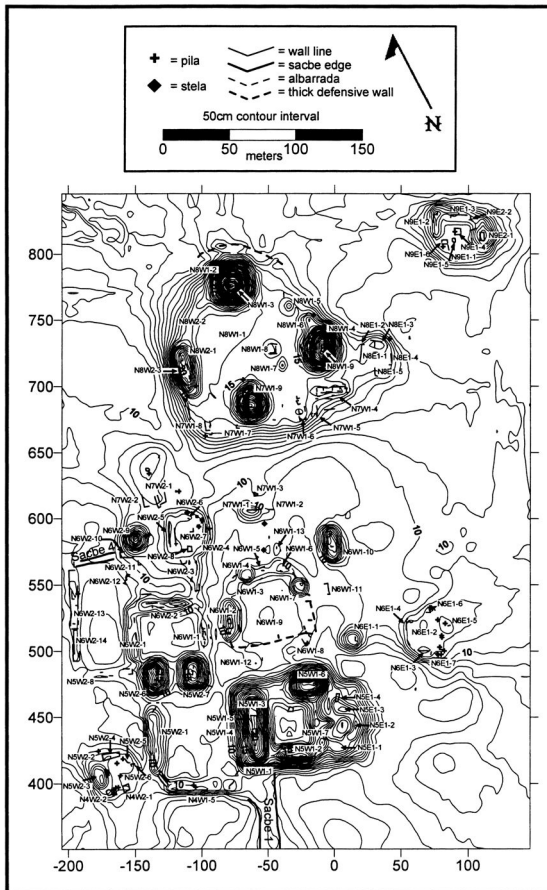 + = pila
◆ = stela
= wall line
= sacbe edge
= albarrada
= thick defensive wall
50cm contour interval
0 50 100 150
meters
N
800
750
700
650
600
550
500
450
400
-200 -150 -100 -50 0 50 100
N9E1-3
N9E1-2
N9E2-2
N9E2-1
N9E1-4
N9E1-6
N9E1-1
N9E1-5
N8W1-2
N8W1-3
N8W1-5
N8W1-6
N8W1-4
N8E1-2
N8E1-3
N8W2-2
N8W1-1
N8W2-1
N8W1-8
N8W1-9
N8E1-1
N8E1-4
N8W2-3
N8W1-7
N8E1-5
N7W1-9
N7W1-4
N7W1-8
N7W1-7
N7W1-6
N7W1-5
15
15
10
N7W2-1
N7W2-2
N7W1-3
N7W1-1
N7W1-2
N6W2-6
N6W2-5
N6W2-9
N6W2-10
N6W2-7
N6W2-8
N6W2-4
N6W1-13
N6W1-5
N6W1-6
N6W1-10
Sacbe 4
N6W2-11
N6W2-3
N6W2-12
N6W1-4
N6W1-3
N6W1-7
N6W1-11
N6W2-13
N6W2-2
N6W1-2
N6W1-9
N6E1-4
N6E1-6
N6E1-5
N6W2-14
N6W2-1
N6W1-1
N6E1-1
N6E1-2
N6W1-8
N6W1-12
N6E1-3
N6E1-7
N5W2-8
N5W2-6
N5W2-7
N5W1-6
N5W1-3
N5W1-5
N5E1-4
N5E1-3
N5W2-4
N5W2-5
N5W2-1
N5W1-4
N5W1-7
N5E1-2
N5W2-2
N5W1-2
N5E1-1
N5W2-3
N5W2-6
N5W1-1
N4W2-2
N4W2-1
N4W1-5
Sacbe 1
10
10
10
10